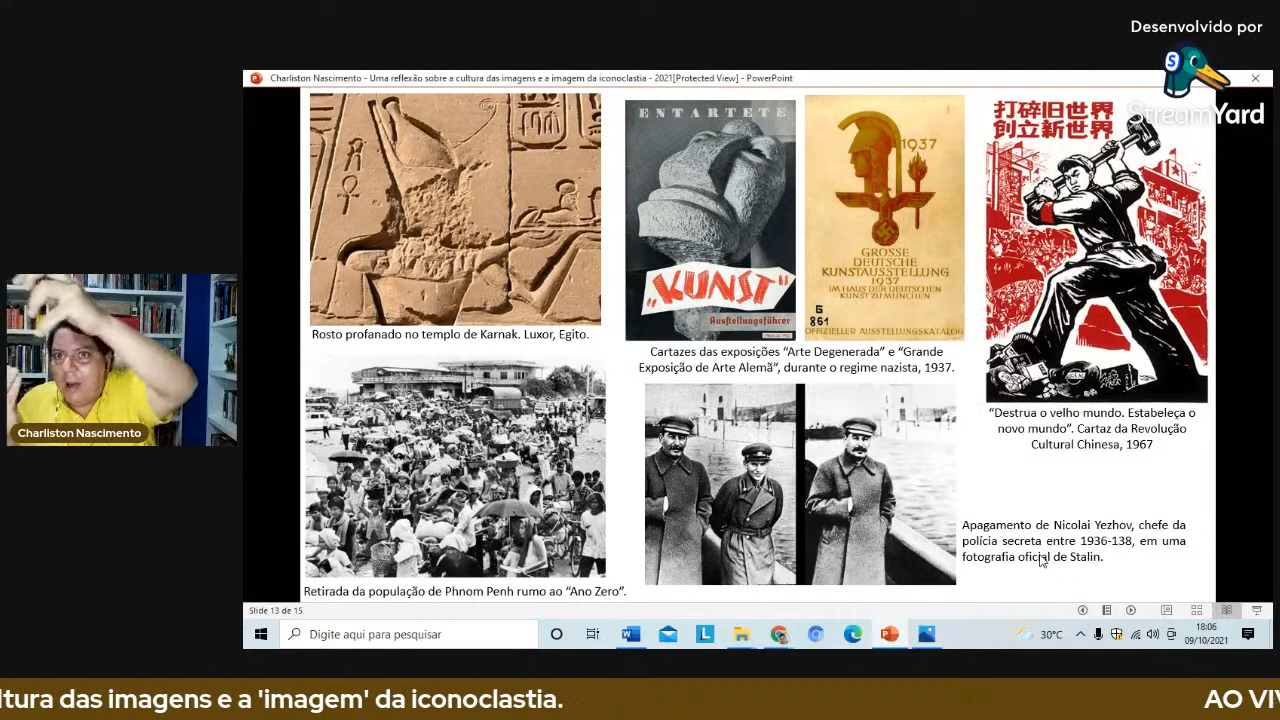 Desenvolvido por
StreamYard
Charliston Nascimento - Uma reflexão sobre a cultura das imagens e a imagem da iconoclastia - 2021[Protected View] - PowerPoint
ENTARTETE
"KUNST"
Ausstellungsführer
1937
GROSSE
DEUTSCHE
KUNSTAUSSTELLUNG
1937
IM HAUS DER DEUTSCHEN
KUNST ZU MÜNCHEN
6
861
OFFIZIELLER AUSSTELLUNGSKATALOG
打碎旧世界
創立新世界
Rosto profanado no templo de Karnak. Luxor, Egito.
Cartazes das exposições “Arte Degenerada” e “Grande
Exposição de Arte Alemã”, durante o regime nazista, 1937.
“Destrua o velho mundo. Estabeleça o
novo mundo”. Cartaz da Revolução
Cultural Chinesa, 1967
Charliston Nascimento
Apagamento de Nicolai Yezhov, chefe da
polícia secreta entre 1936-138, em uma
fotografia oficial de Stalin.
Retirada da população de Phnom Penh rumo ao “Ano Zero”.
Slide 13 de 15
Digite aqui para pesquisar
30°C
18:06
09/10/2021
ltura das imagens e a 'imagem' da iconoclastia.
AO VIV